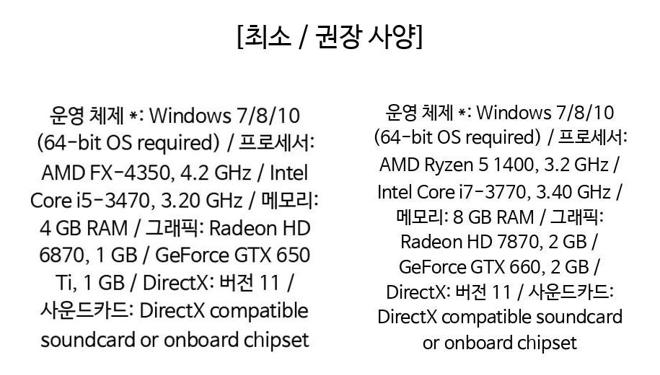 [최소 / 권장 사양]
운영 체제 *: Windows 7/8/10
(64-bit OS required) / 프로세서:
AMD FX-4350, 4.2 GHz / Intel
Core i5-3470, 3.20 GHz / 메모리:
4 GB RAM / 그래픽: Radeon HD
6870, 1 GB / GeForce GTX 650
Ti, 1 GB / DirectX: 버전 11 /
사운드카드: DirectX compatible
soundcard or onboard chipset
운영 체제 *: Windows 7/8/10
(64-bit OS required) / 프로세서:
AMD Ryzen 5 1400, 3.2 GHz /
Intel Core i7-3770, 3.40 GHz /
메모리: 8 GB RAM / 그래픽:
Radeon HD 7870, 2 GB /
GeForce GTX 660, 2 GB /
DirectX: 버전 11 / 사운드카드:
DirectX compatible soundcard
or onboard chipset